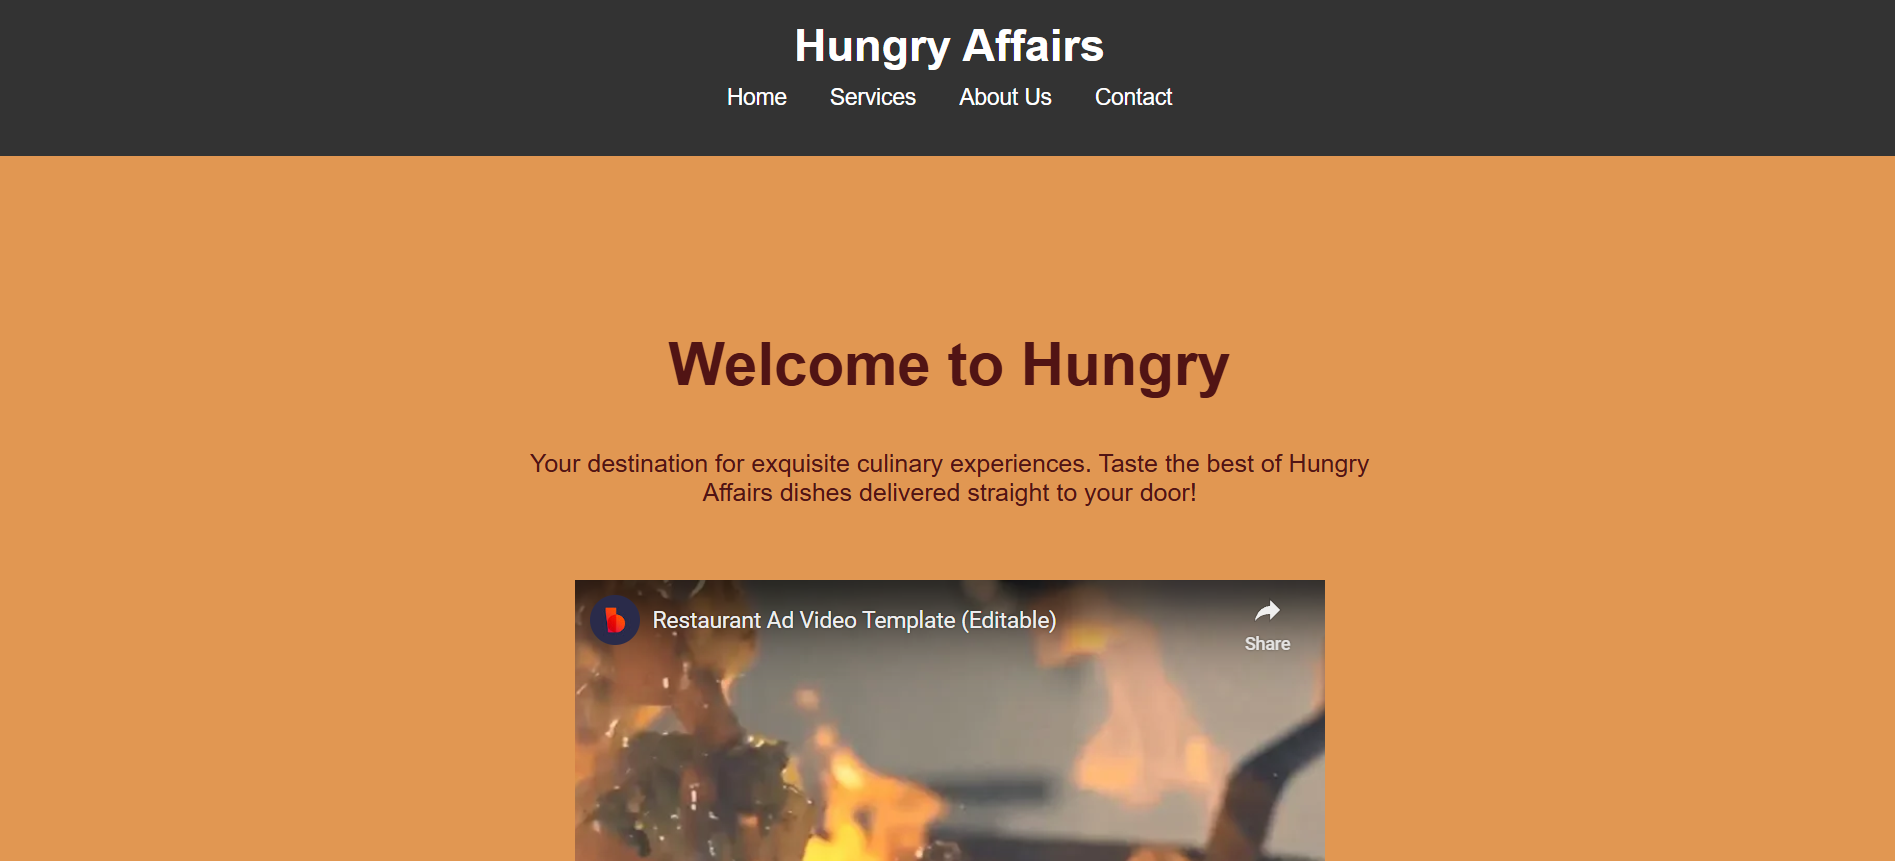 Hungry Affairs
Home Services About Us Contact
Welcome to Hungry
Your destination for exquisite culinary experiences. Taste the best of Hungry
Affairs dishes delivered straight to your door!
Restaurant Ad Video Template (Editable)
Share